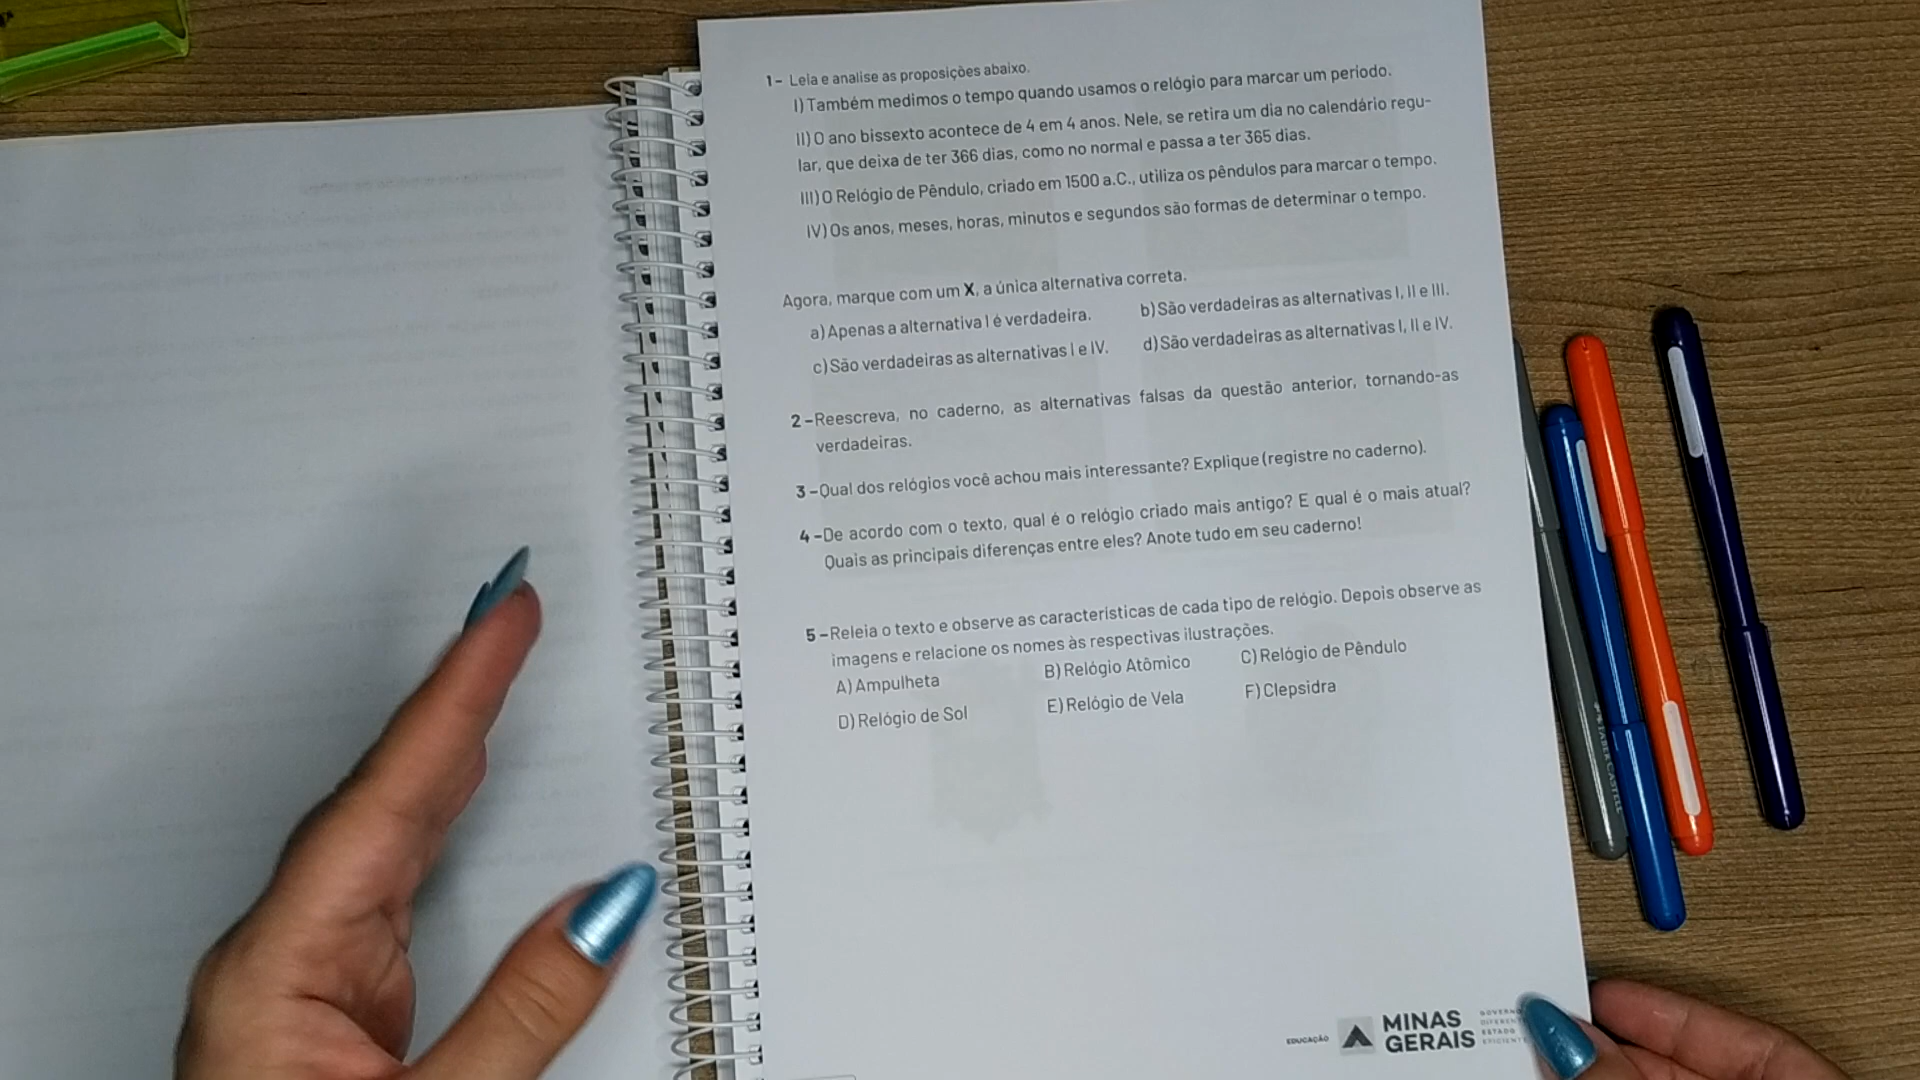 1 - Leia e analise as proposições abaixo.
I) Também medimos o tempo quando usamos o relógio para marcar um período.
II) O ano bissexto acontece de 4 em 4 anos. Nele, se retira um dia no calendário regu-
lar, que deixa de ter 366 dias, como no normal e passa a ter 365 dias.
III) O Relógio de Pêndulo, criado em 1500 a.C., utiliza os pêndulos para marcar o tempo.
IV) Os anos, meses, horas, minutos e segundos são formas de determinar o tempo.
Agora, marque com um X, a única alternativa correta.
a) Apenas a alternativa I é verdadeira. b) São verdadeiras as alternativas I, II e III.
c) São verdadeiras as alternativas I e IV. d) São verdadeiras as alternativas I, II e IV.
2 - Reescreva, no caderno, as alternativas falsas da questão anterior, tornando-as
verdadeiras.
3 - Qual dos relógios você achou mais interessante? Explique (registre no caderno).
4 - De acordo com o texto, qual é o relógio criado mais antigo? E qual é o mais atual?
Quais as principais diferenças entre eles? Anote tudo em seu caderno!
5 - Releia o texto e observe as características de cada tipo de relógio. Depois observe as
imagens e relacione os nomes às respectivas ilustrações.
A) Ampulheta B) Relógio Atômico C) Relógio de Pêndulo
D) Relógio de Sol E) Relógio de Vela F) Clepsidra
EDUCAÇÃO
MINAS
GERAIS
FABER CASTELL